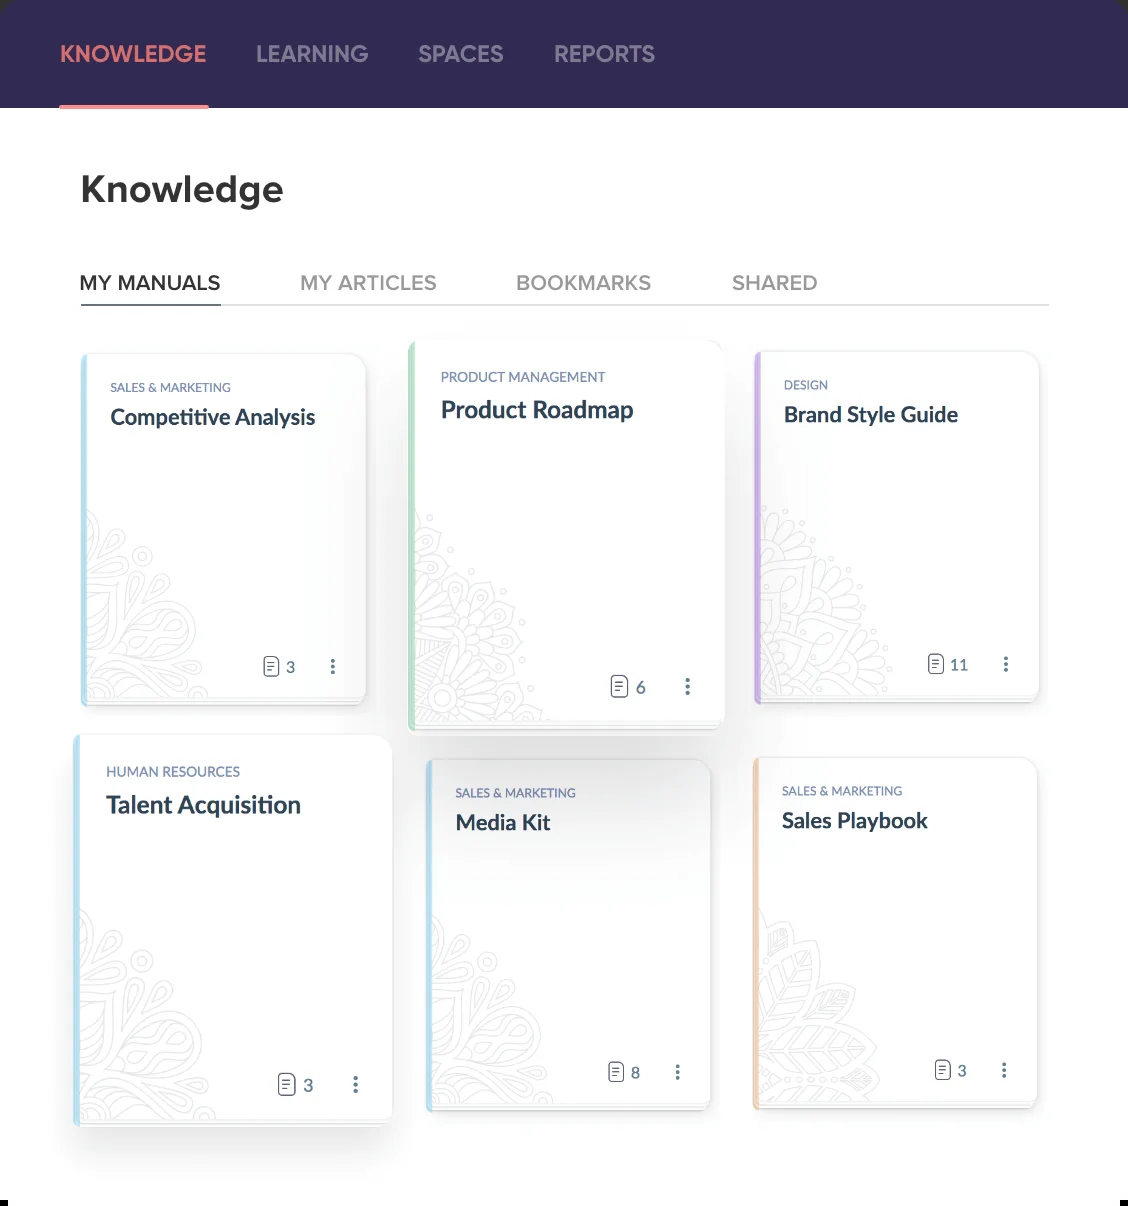 KNOWLEDGE LEARNING SPACES REPORTS
Knowledge
MY MANUALS MY ARTICLES BOOKMARKS SHARED
SALES & MARKETING
Competitive Analysis
3
PRODUCT MANAGEMENT
Product Roadmap
6
DESIGN
Brand Style Guide
11
HUMAN RESOURCES
Talent Acquisition
3
SALES & MARKETING
Media Kit
8
SALES & MARKETING
Sales Playbook
3